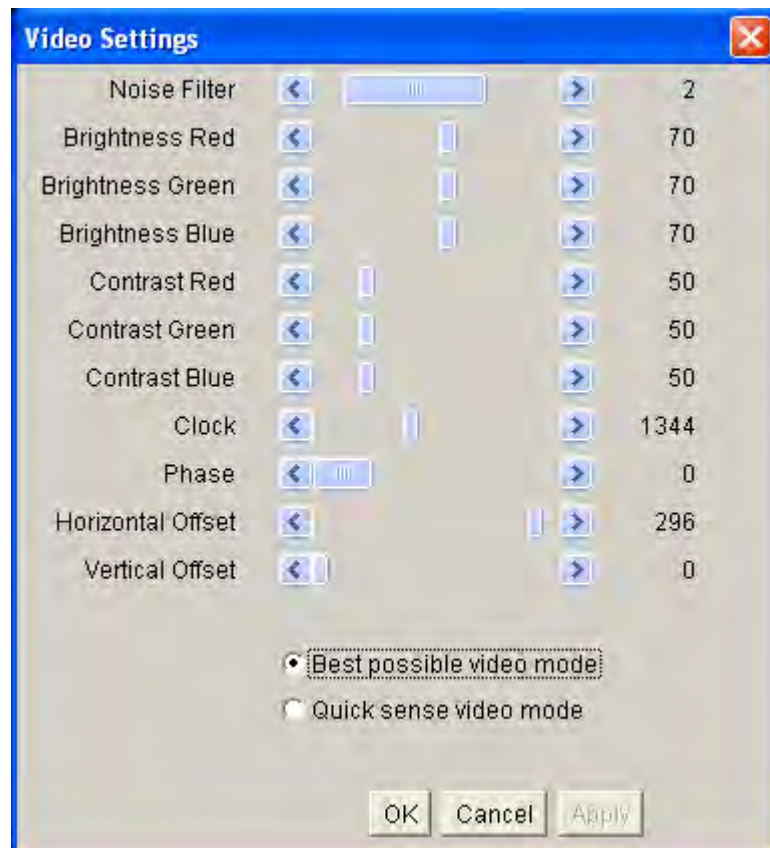 Video Settings
Noise Filter 2
Brightness Red 70
Brightness Green 70
Brightness Blue 70
Contrast Red 50
Contrast Green 50
Contrast Blue 50
Clock 1344
Phase 0
Horizontal Offset 296
Vertical Offset 0
Best possible video mode
Quick sense video mode
OK Cancel Apply